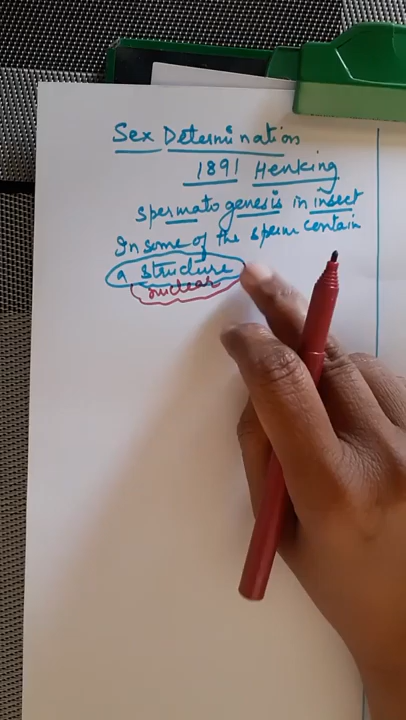 Sex Determination
1891 Henking
Spermatogenesis in insect
In some of the sperm contain
a structure
nuclear